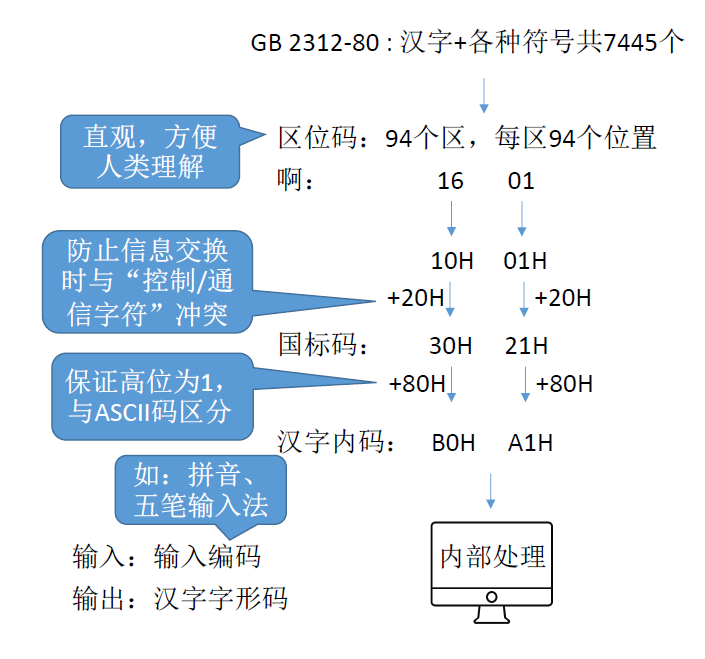 GB 2312-80 : 汉字+各种符号共7445个
直观，方便
人类理解
区位码：94个区，每区94个位置
啊： 16 01
10H 01H
防止信息交换
时与“控制/通
信字符”冲突
+20H +20H
国标码： 30H 21H
保证高位为1，
与ASCII码区分
+80H +80H
汉字内码： B0H A1H
如：拼音、
五笔输入法
输入：输入编码
输出：汉字字形码
内部处理